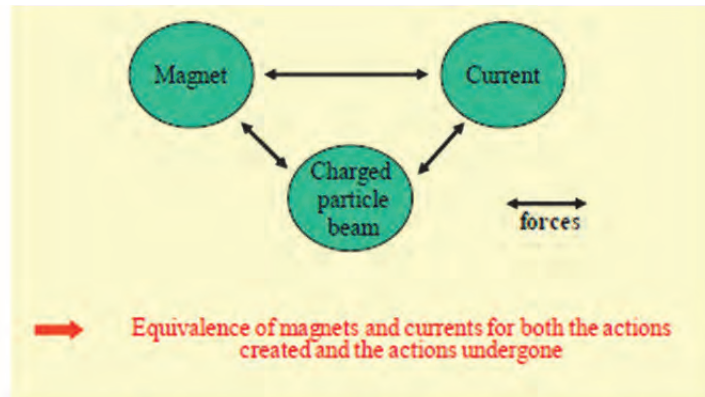 Magnet
Current
Charged
particle
beam
forces
Equivalence of magnets and currents for both the actions
created and the actions undergone